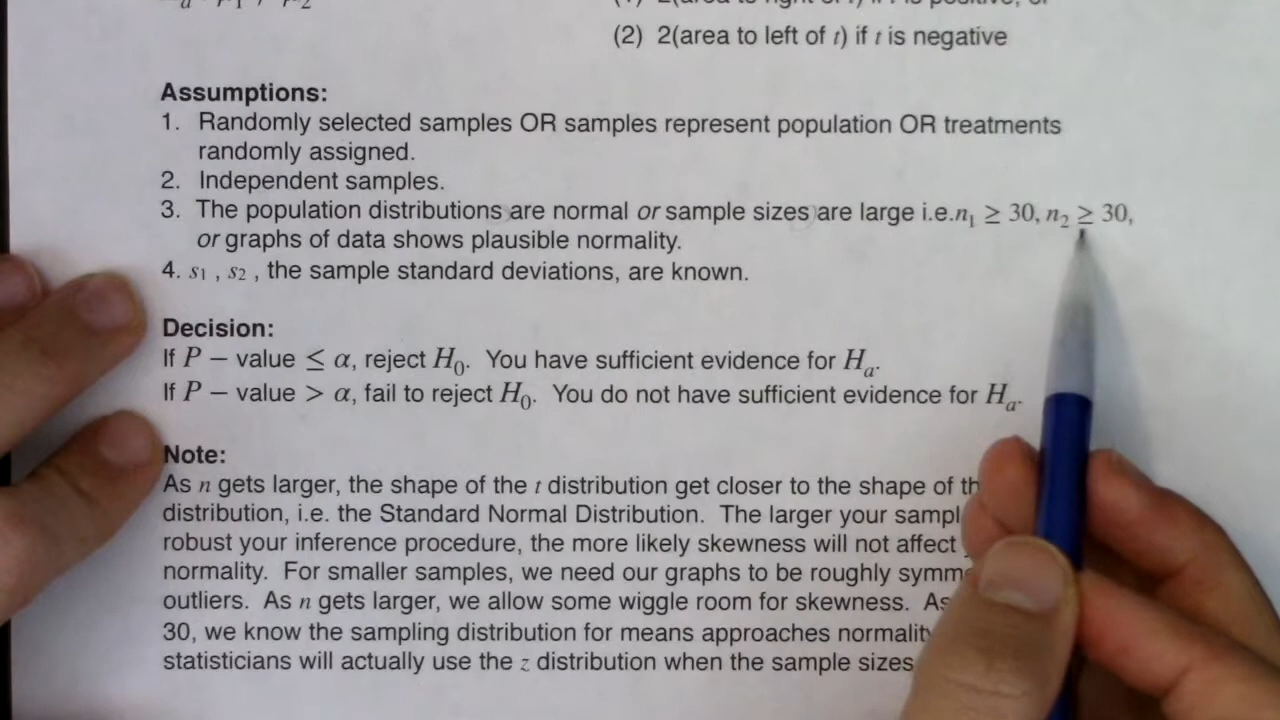 (2) 2(area to left of t) if t is negative
Assumptions:
1. Randomly selected samples OR samples represent population OR treatments
randomly assigned.
2. Independent samples.
3. The population distributions are normal or sample sizes are large i.e.n₁ ≥ 30, n₂ ≥ 30,
or graphs of data shows plausible normality.
4. s₁ , s₂ , the sample standard deviations, are known.
Decision:
If P − value ≤ α, reject H₀. You have sufficient evidence for Hₐ.
If P − value > α, fail to reject H₀. You do not have sufficient evidence for Hₐ.
Note:
As n gets larger, the shape of the t distribution get closer to the shape of
distribution, i.e. the Standard Normal Distribution. The larger your
robust your inference procedure, the more likely skewness will not affect
normality. For smaller samples, we need our graphs to be roughly
outliers. As n gets larger, we allow some wiggle room for skewness.
30, we know the sampling distribution for means approaches
statisticians will actually use the z distribution when the sample sizes